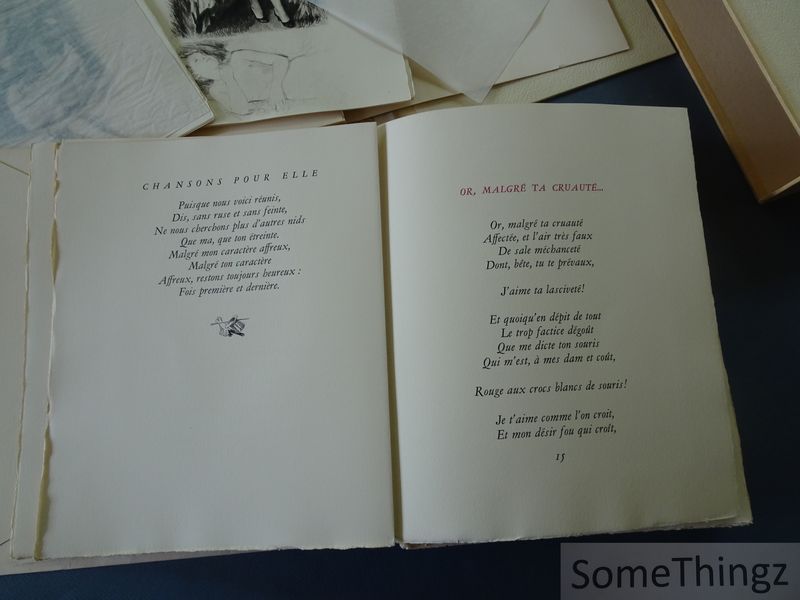 CHANSONS POUR ELLE
Puisque nous voici réunis,
Dis, sans ruse et sans feinte,
Ne nous cherchons plus d'autres nids
Que ma, que ton étreinte.
Malgré mon caractère affreux,
Malgré ton caractère
Affreux, restons toujours heureux :
Fois première et dernière.
OR, MALGRÉ TA CRUAUTÉ...
Or, malgré ta cruauté
Affectée, et l'air très faux
De sale méchanceté
Dont, bête, tu te prévaux,
J'aime ta lasciveté!
Et quoiqu'en dépit de tout
Le trop factice dégoût
Que me dicte ton souris
Qui m'est, à mes dam et coût,
Rouge aux crocs blancs de souris!
Je t'aime comme l'on croit,
Et mon désir fou qui croît,
15
SomeThingz